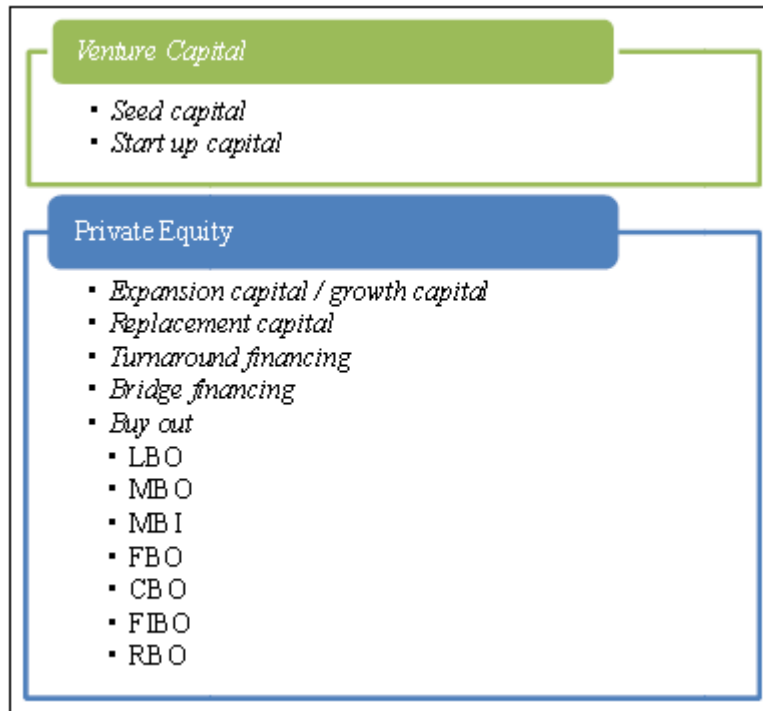 Venture Capital
▪ Seed capital
▪ Start up capital
Private Equity
▪ Expansion capital / growth capital
▪ Replacement capital
▪ Turnaround financing
▪ Bridge financing
▪ Buy out
▪ LBO
▪ MBO
▪ MBI
▪ FBO
▪ CBO
▪ FIBO
▪ RBO